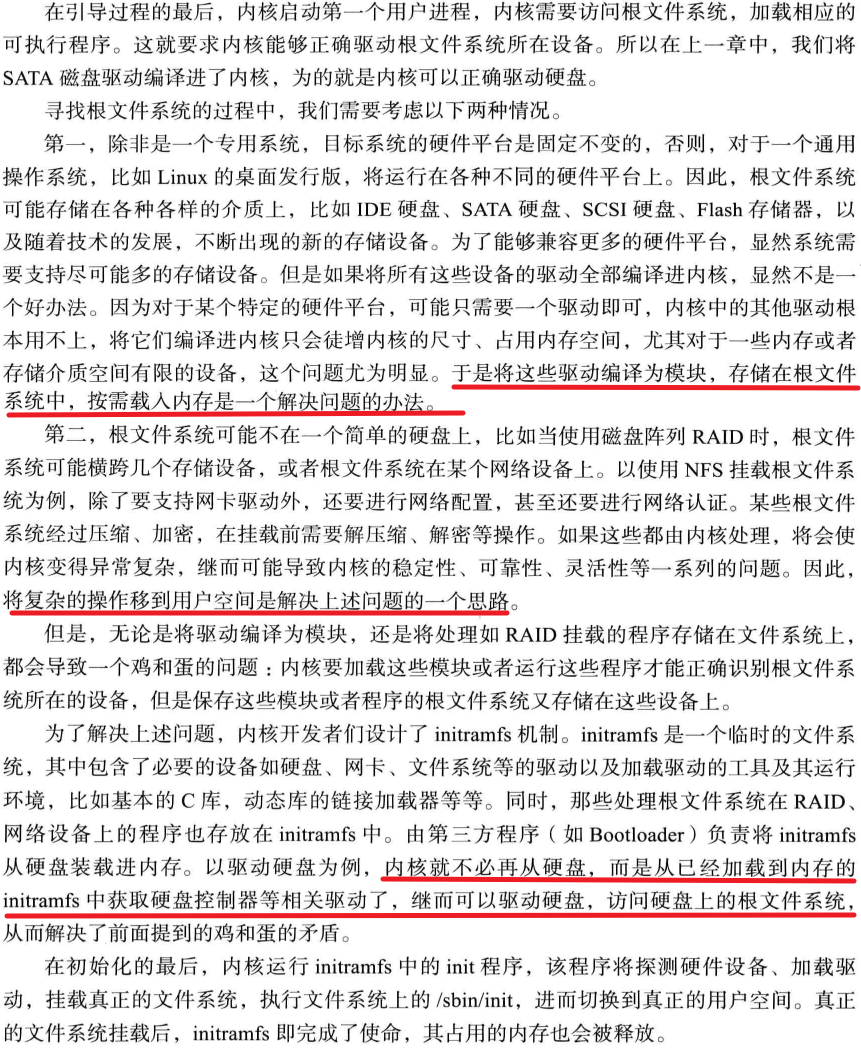 在引导过程的最后，内核启动第一个用户进程，内核需要访问根文件系统，加载相应的
可执行程序。这就要求内核能够正确驱动根文件系统所在设备。所以在上一章中，我们将
SATA 磁盘驱动编译进了内核，为的就是内核可以正确驱动硬盘。
寻找根文件系统的过程中，我们需要考虑以下两种情况。
第一，除非是一个专用系统，目标系统的硬件平台是固定不变的，否则，对于一个通用
操作系统，比如 Linux 的桌面发行版，将运行在各种不同的硬件平台上。因此，根文件系统
可能存储在各种各样的介质上，比如 IDE 硬盘、SATA 硬盘、SCSI 硬盘、Flash 存储器，以
及随着技术的发展，不断出现的新的存储设备。为了能够兼容更多的硬件平台，显然系统需
要支持尽可能多的存储设备。但是如果将所有这些设备的驱动全部编译进内核，显然不是一
个好办法。因为对于某个特定的硬件平台，可能只需要一个驱动即可，内核中的其他驱动根
本用不上，将它们编译进内核只会徒增内核的尺寸、占用内存空间，尤其对于一些内存或者
存储介质空间有限的设备，这个问题尤为明显。于是将这些驱动编译为模块，存储在根文件
系统中，按需载入内存是一个解决问题的办法。
第二，根文件系统可能不在一个简单的硬盘上，比如当使用磁盘阵列 RAID 时，根文件
系统可能横跨几个存储设备，或者根文件系统在某个网络设备上。以使用 NFS 挂载根文件系
统为例，除了要支持网卡驱动外，还要进行网络配置，甚至还要进行网络认证。某些根文件
系统经过压缩、加密，在挂载前需要解压缩、解密等操作。如果这些都由内核处理，将会使
内核变得异常复杂，继而可能导致内核的稳定性、可靠性、灵活性等一系列的问题。因此，
将复杂的操作移到用户空间是解决上述问题的一个思路。
但是，无论是将驱动编译为模块，还是将处理如 RAID 挂载的程序存储在文件系统上，
都会导致一个鸡和蛋的问题：内核要加载这些模块或者运行这些程序才能正确识别根文件系
统所在的设备，但是保存这些模块或者程序的根文件系统又存储在这些设备上。
为了解决上述问题，内核开发者们设计了 initramfs 机制。initramfs 是一个临时的文件系
统，其中包含了必要的设备如硬盘、网卡、文件系统等的驱动以及加载驱动的工具及其运行
环境，比如基本的 C 库，动态库的链接加载器等等。同时，那些处理根文件系统在 RAID、
网络设备上的程序也存放在 initramfs 中。由第三方程序（如 Bootloader）负责将 initramfs
从硬盘装载进内存。以驱动硬盘为例，内核就不必再从硬盘，而是从已经加载到内存的
initramfs 中获取硬盘控制器等相关驱动了，继而可以驱动硬盘，访问硬盘上的根文件系统，
从而解决了前面提到的鸡和蛋的矛盾。
在初始化的最后，内核运行 initramfs 中的 init 程序，该程序将探测硬件设备、加载驱
动，挂载真正的文件系统，执行文件系统上的 /sbin/init，进而切换到真正的用户空间。真正
的文件系统挂载后，initramfs 即完成了使命，其占用的内存也会被释放。